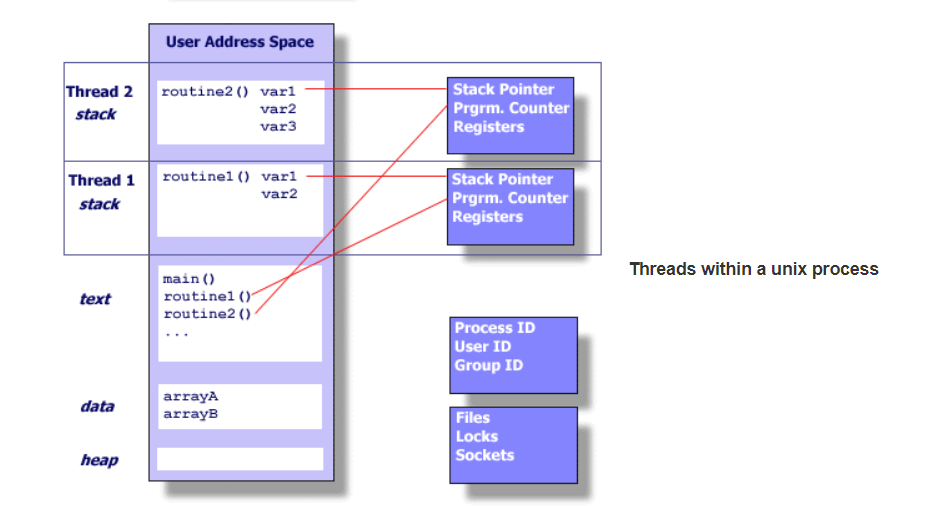 User Address Space
Thread 2
stack
routine2() var1
var2
var3
Stack Pointer
Prgrm. Counter
Registers
Thread 1
stack
routine1() var1
var2
Stack Pointer
Prgrm. Counter
Registers
Threads within a unix process
text
main()
routine1()
routine2()
...
Process ID
User ID
Group ID
data
arrayA
arrayB
Files
Locks
Sockets
heap